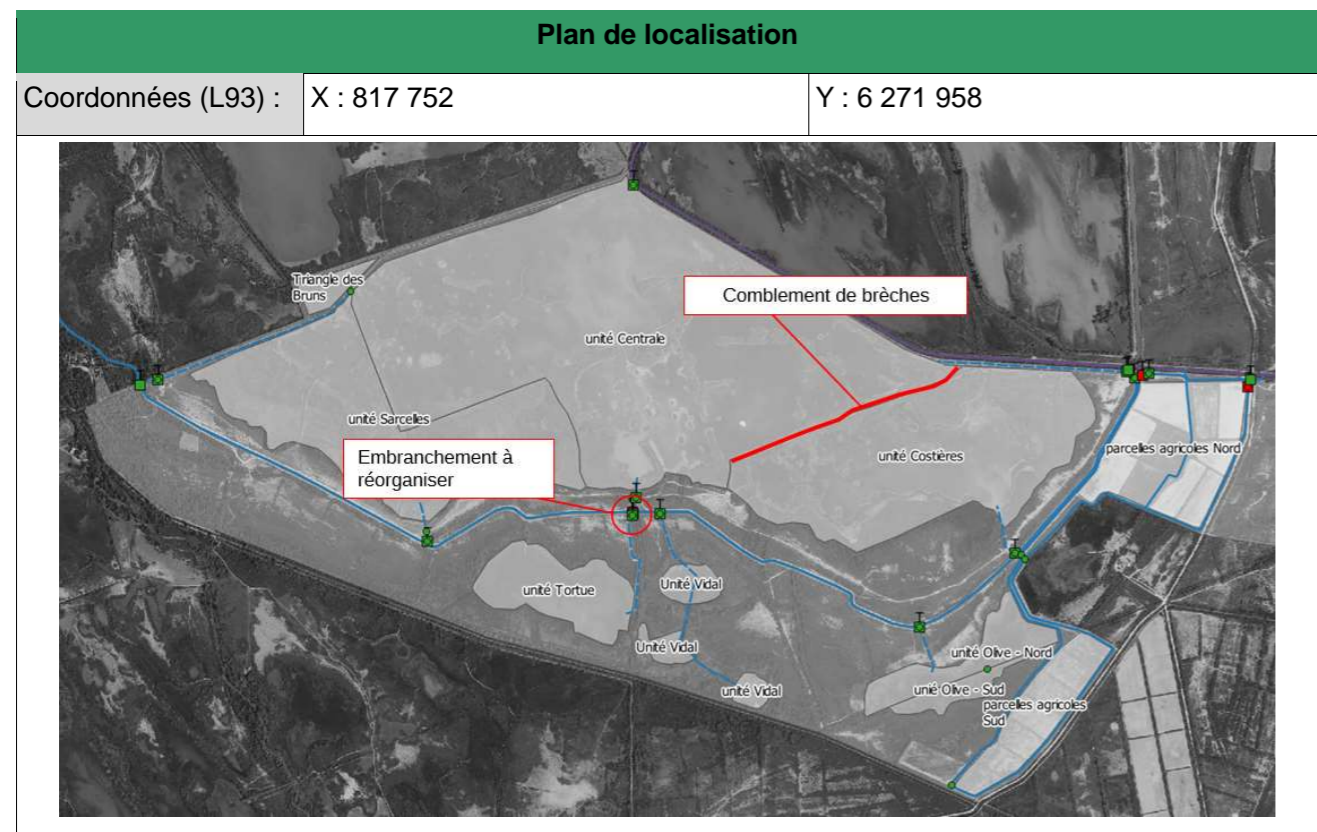 Plan de localisation
Coordonnées (L93) : X : 817 752 Y : 6 271 958
Triangle des
Bruns
Comblement de brèches
unité Centrale
unité Sarcelles
Embranchement à
réorganiser
unité Costières
parcelles agricoles Nord
unité Tortue
Unité Vidal
Unité Vidal
unité Vidal
unité Olive - Nord
unié Olive - Sud
parcelles agricoles
Sud